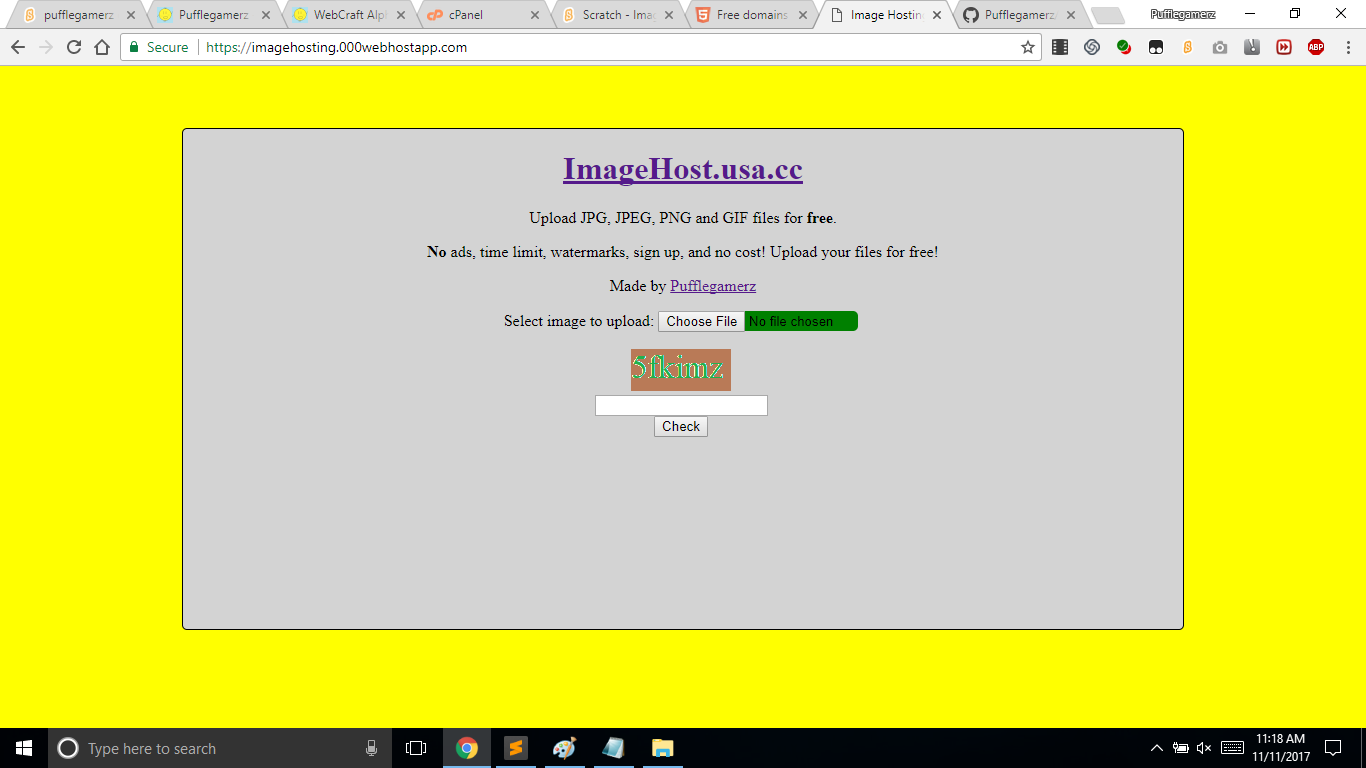 pufflegamerz
Pufflegamerz
WebCraft Alp
cPanel
Scratch - Imag
Free domains
Image Hosting
Pufflegamerz
Pufflegamerz
Secure
https://imagehosting.000webhostapp.com
ABP
ImageHost.usa.cc
Upload JPG, JPEG, PNG and GIF files for free.
No ads, time limit, watermarks, sign up, and no cost! Upload your files for free!
Made by Pufflegamerz
Select image to upload: Choose File No file chosen
5fkimz
Check
Type here to search
11:18 AM
11/11/2017